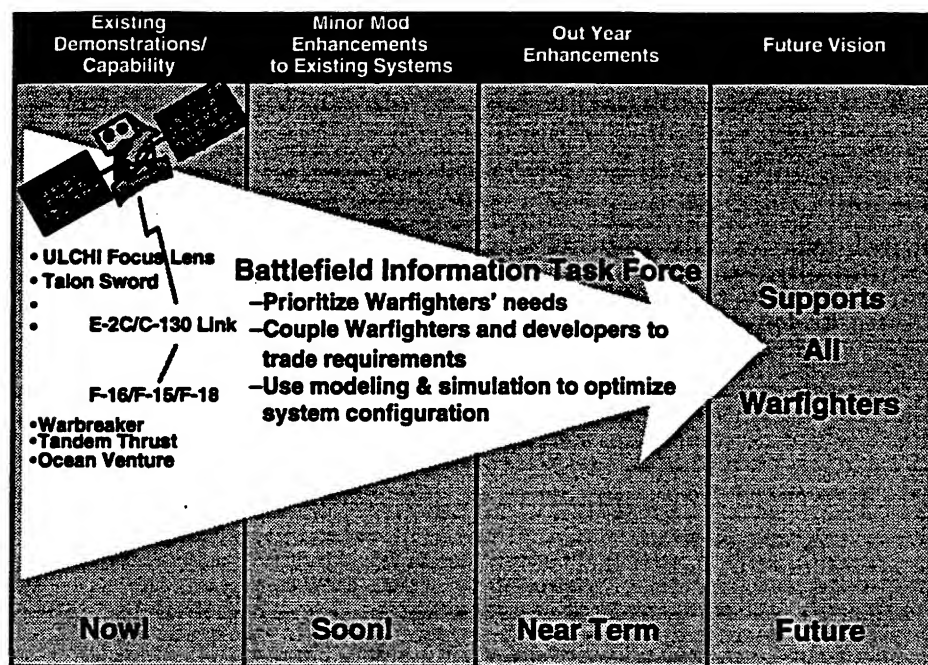 Existing
Demonstrations/
Capability
Minor Mod
Enhancements
to Existing Systems
Out Year
Enhancements
Future Vision
• ULCHI Focus Lens
• Talon Sword
•
•
E-2C/C-130 Link
F-16/F-15/F-18
•Warbreaker
•Tandem Thrust
•Ocean Venture
Battlefield Information Task Force
–Prioritize Warfighters' needs
–Couple Warfighters and developers to
trade requirements
–Use modeling & simulation to optimize
system configuration
Supports
All
Warfighters
Now!
Soon!
Near Term
Future